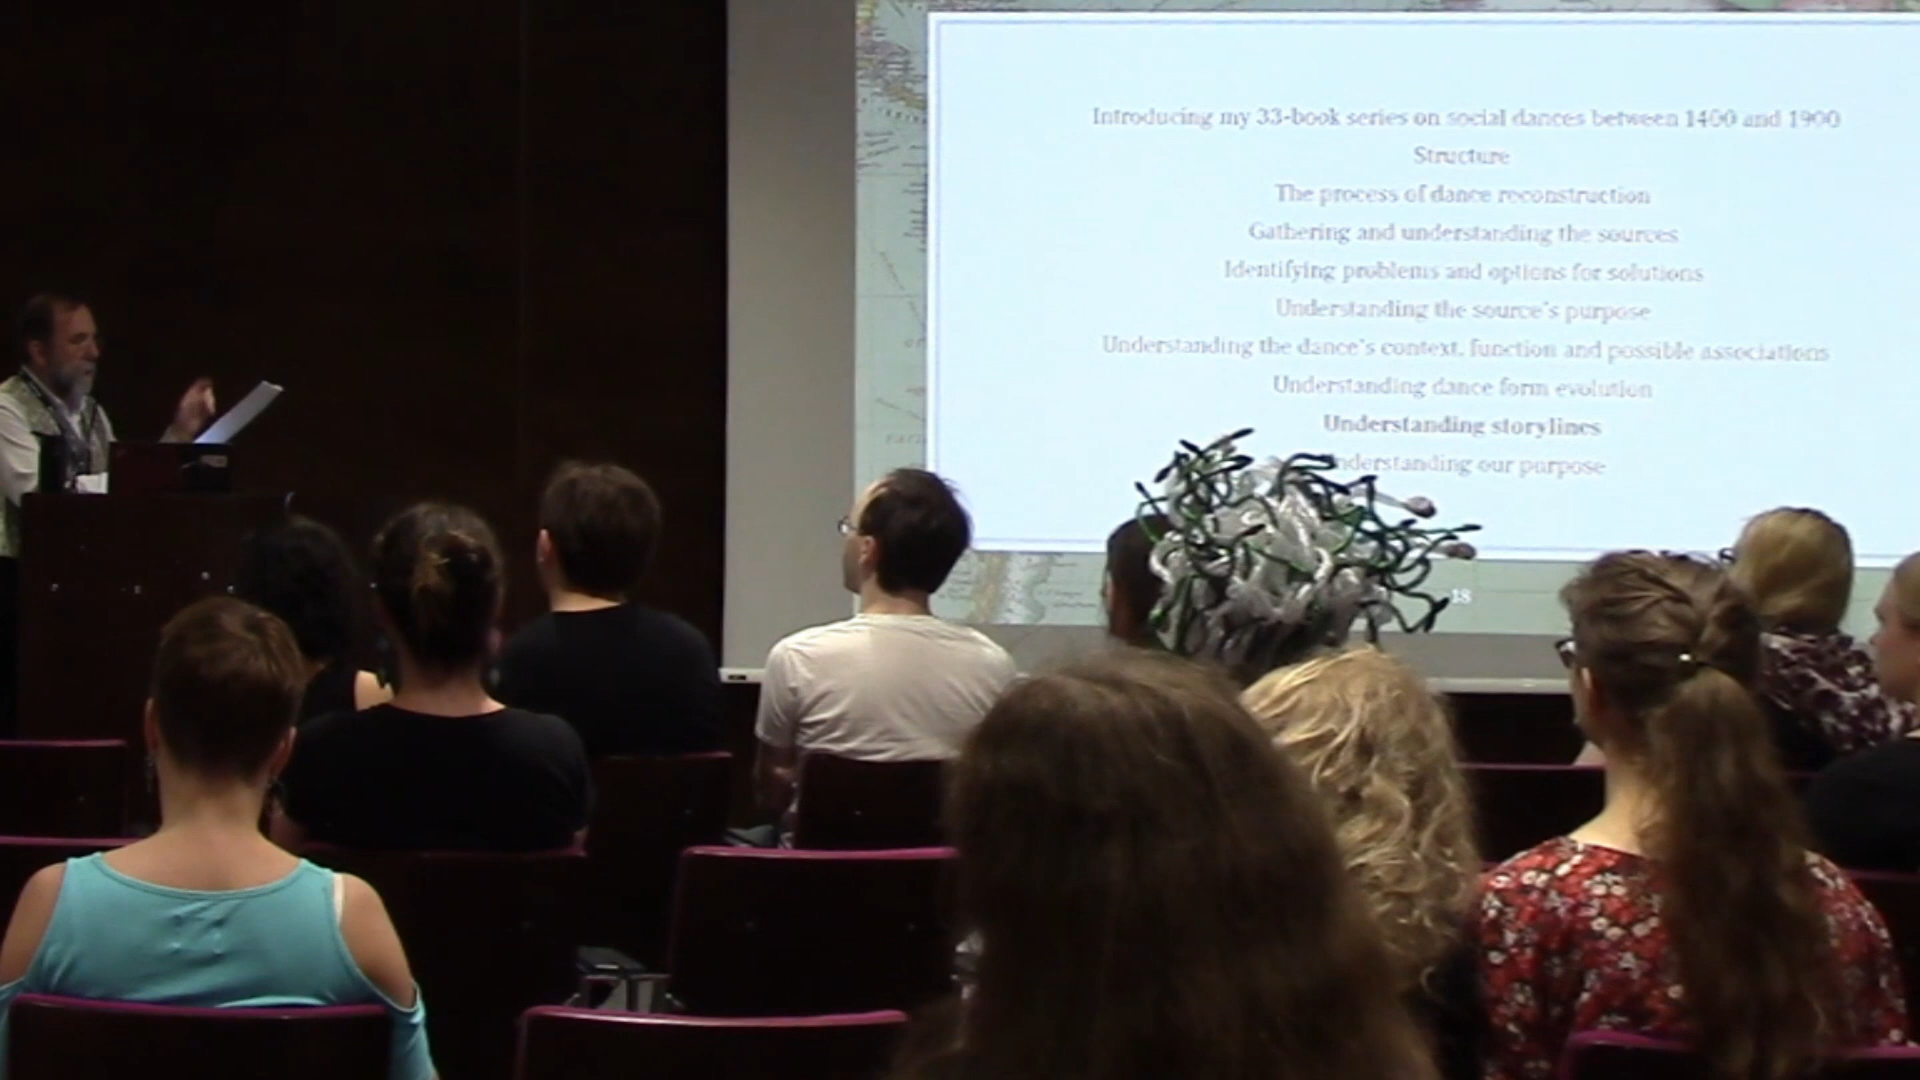 Introducing my 33-book series on social dances between 1400 and 1900
Structure
The process of dance reconstruction
Gathering and understanding the sources
Identifying problems and options for solutions
Understanding the source's purpose
Understanding the dance's context, function and possible associations
Understanding dance form evolution
Understanding storylines
nderstanding our purpose
18